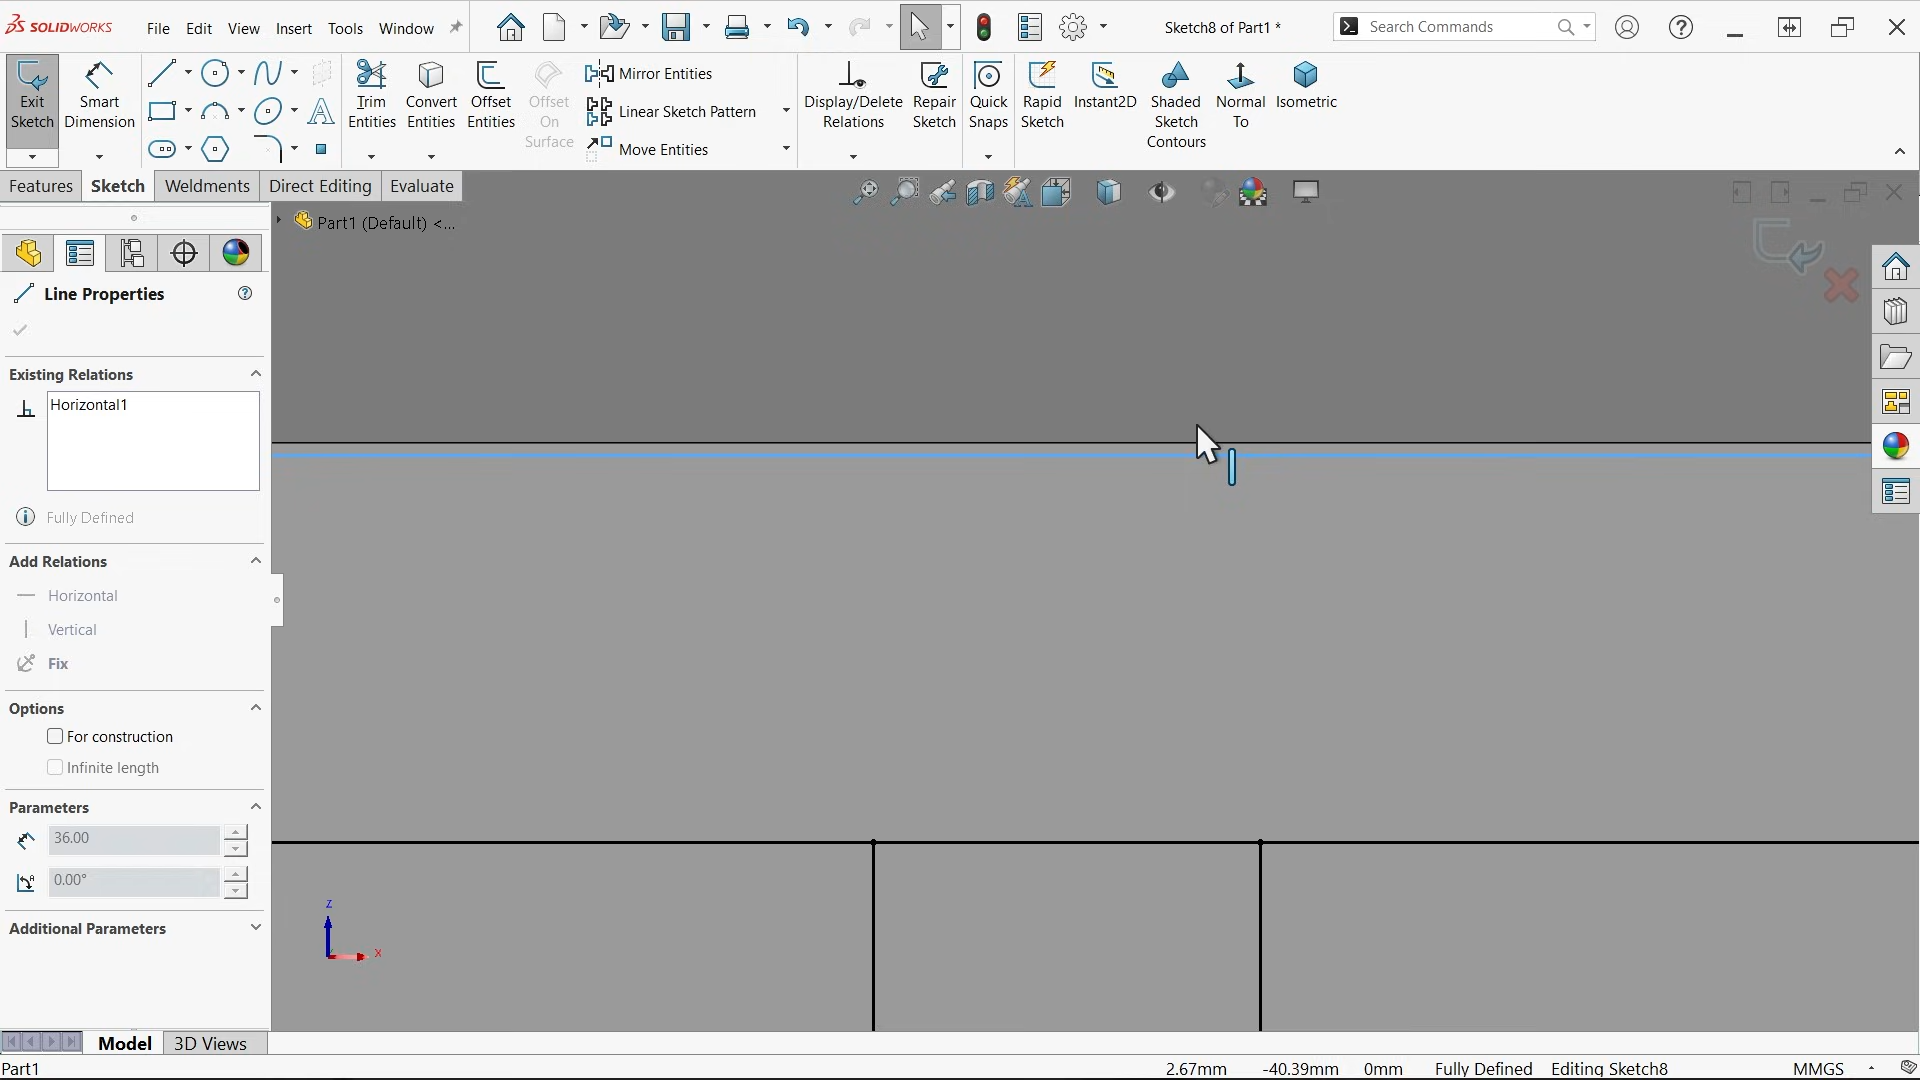 SOLIDWORKS File Edit View Insert Tools Window Sketch8 of Part1 * Search Commands
Exit Sketch
Smart Dimension
Trim Entities
Convert Entities
Offset Entities
Offset On Surface
Mirror Entities
Linear Sketch Pattern
Move Entities
Display/Delete Relations
Repair Sketch
Quick Snaps
Rapid Sketch
Instant2D
Shaded Sketch Contours
Normal To
Isometric
Features Sketch Weldments Direct Editing Evaluate
Part1 (Default) <...
Line Properties
Existing Relations
Horizontal1
Fully Defined
Add Relations
Horizontal
Vertical
Fix
Options
For construction
Infinite length
Parameters
36.00
0.00°
Additional Parameters
Z
X
Model 3D Views
Part1 2.67mm -40.39mm 0mm Fully Defined Editing Sketch8 MMGS